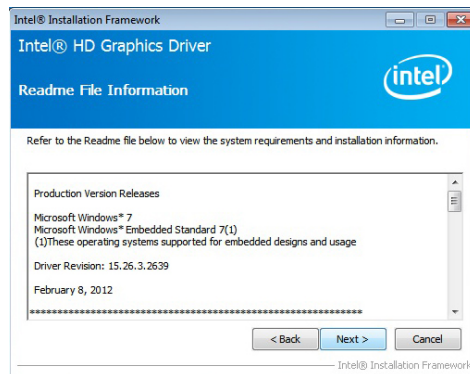 Intel® Installation Framework
Intel® HD Graphics Driver
Readme File Information
intel
Refer to the Readme file below to view the system requirements and installation information.
Production Version Releases
Microsoft Windows* 7
Microsoft Windows* Embedded Standard 7(1)
(1)These operating systems supported for embedded designs and usage
Driver Revision: 15.26.3.2639
February 8, 2012
************************************************************
< Back
Next >
Cancel
Intel® Installation Framework